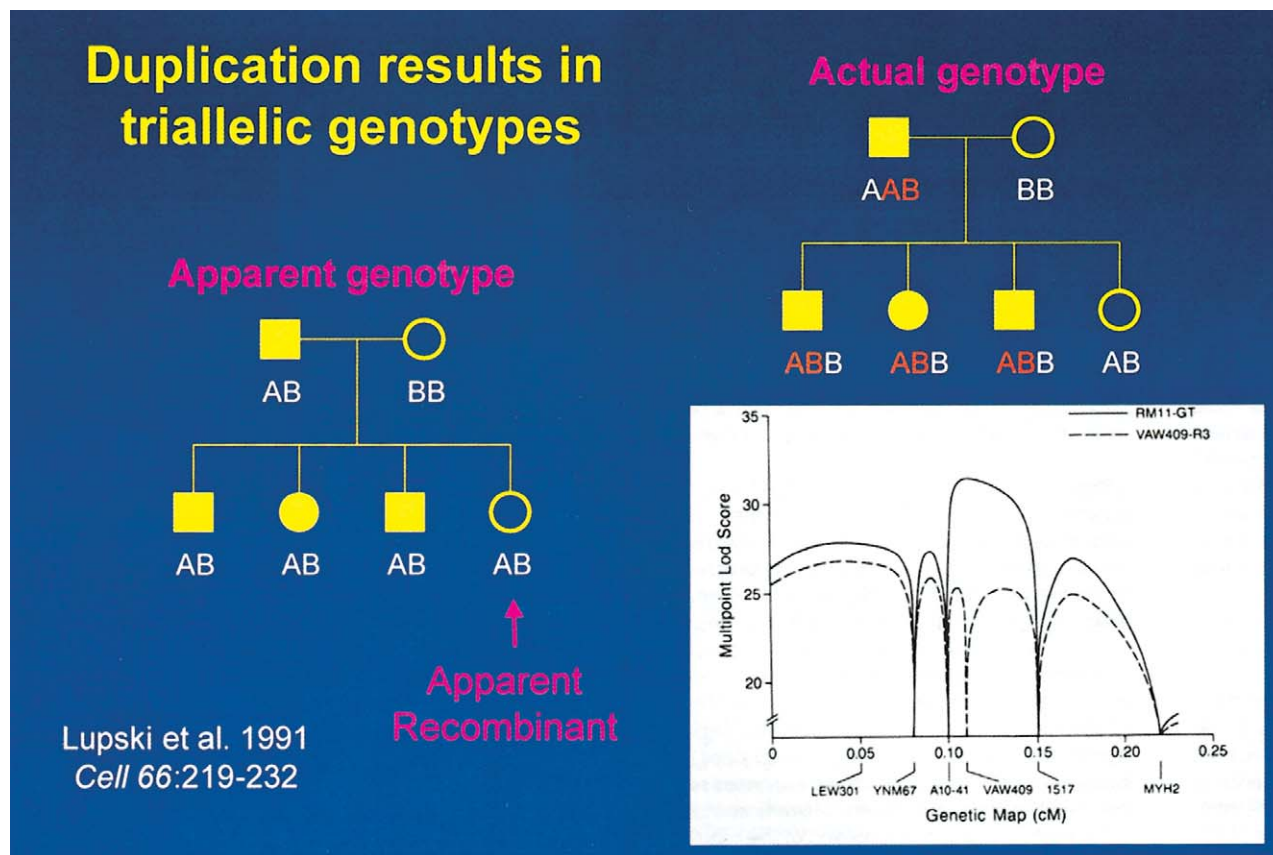 Duplication results in
triallelic genotypes
Apparent genotype
AB BB
AB AB AB AB
Apparent
Recombinant
Lupski et al. 1991
Cell 66:219-232
Actual genotype
AAB BB
ABB ABB ABB AB
35
30
25
20
Multipoint Lod Score
RM11-GT
VAW409-R3
0 0.05 0.10 0.15 0.20 0.25
LEW301 YNM67 A10-41 VAW409 1517 MYH2
Genetic Map (cM)